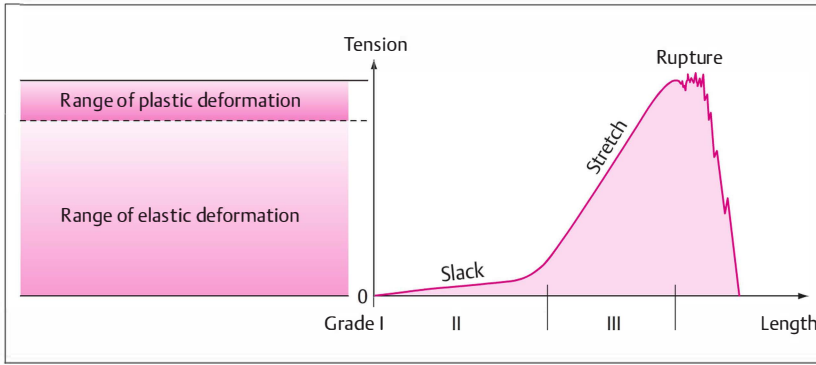 Tension
Rupture
Range of plastic deformation
Stretch
Range of elastic deformation
Slack
0
Grade I II III Length